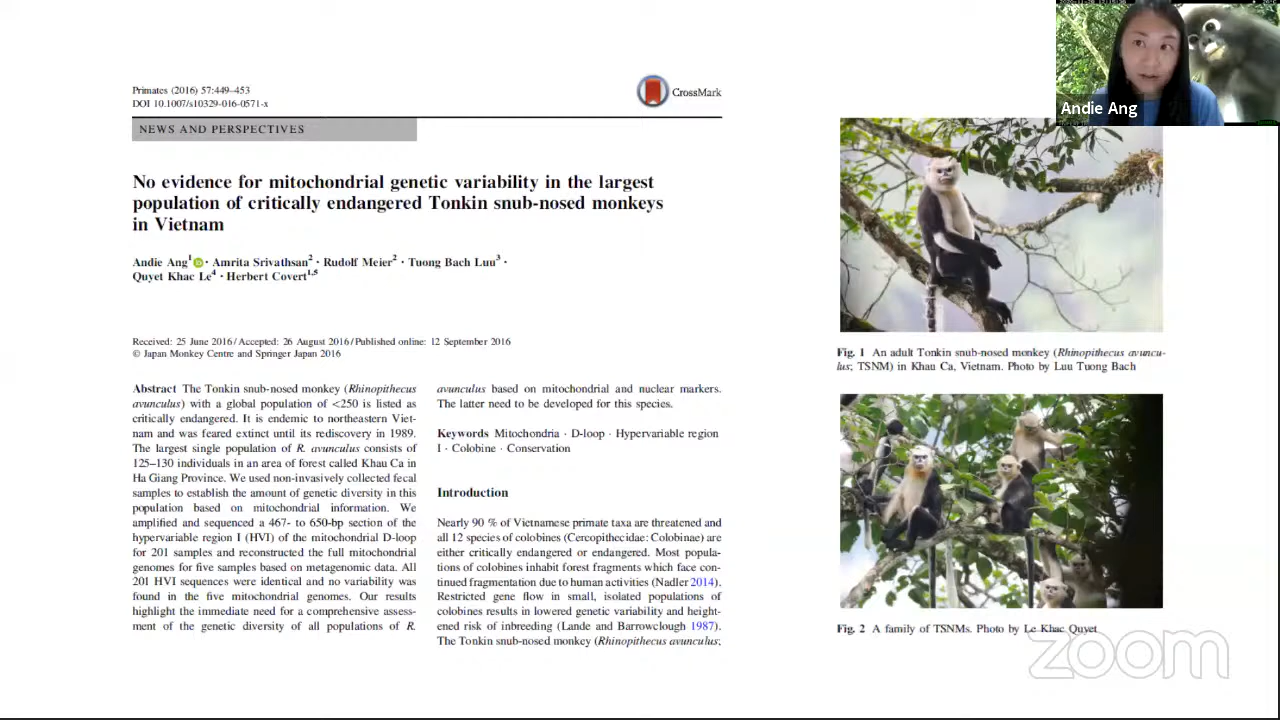 Primates (2016) 57:449–453
DOI 10.1007/s10329-016-0571-x
CrossMark
NEWS AND PERSPECTIVES
No evidence for mitochondrial genetic variability in the largest
population of critically endangered Tonkin snub-nosed monkeys
in Vietnam
Andie Ang1 · Amrita Srivathsan2 · Rudolf Meier2 · Tuong Bach Luu3 ·
Quyet Khac Le4 · Herbert Covert1,5
Received: 25 June 2016 / Accepted: 26 August 2016 / Published online: 12 September 2016
© Japan Monkey Centre and Springer Japan 2016
Abstract The Tonkin snub-nosed monkey (Rhinopithecus
avunculus) with a global population of <250 is listed as
critically endangered. It is endemic to northeastern Viet-
nam and was feared extinct until its rediscovery in 1989.
The largest single population of R. avunculus consists of
125–130 individuals in an area of forest called Khau Ca in
Ha Giang Province. We used non-invasively collected fecal
samples to establish the amount of genetic diversity in this
population based on mitochondrial information. We
amplified and sequenced a 467- to 650-bp section of the
hypervariable region I (HVI) of the mitochondrial D-loop
for 201 samples and reconstructed the full mitochondrial
genomes for five samples based on metagenomic data. All
201 HVI sequences were identical and no variability was
found in the five mitochondrial genomes. Our results
highlight the immediate need for a comprehensive assess-
ment of the genetic diversity of all populations of R.
avunculus based on mitochondrial and nuclear markers.
The latter need to be developed for this species.
Keywords Mitochondria · D-loop · Hypervariable region
I · Colobine · Conservation
Introduction
Nearly 90 % of Vietnamese primate taxa are threatened and
all 12 species of colobines (Cercopithecidae: Colobinae) are
either critically endangered or endangered. Most popula-
tions of colobines inhabit forest fragments which face con-
tinued fragmentation due to human activities (Nadler 2014).
Restricted gene flow in small, isolated populations of
colobines results in lowered genetic variability and height-
ened risk of inbreeding (Lande and Barrowclough 1987).
The Tonkin snub-nosed monkey (Rhinopithecus avunculus;
Andie Ang
Fig. 1 An adult Tonkin snub-nosed monkey (Rhinopithecus avuncu-
lus; TSNM) in Khau Ca, Vietnam. Photo by Luu Tuong Bach
Fig. 2 A family of TSNMs. Photo by Le Khac Quyet
zoom